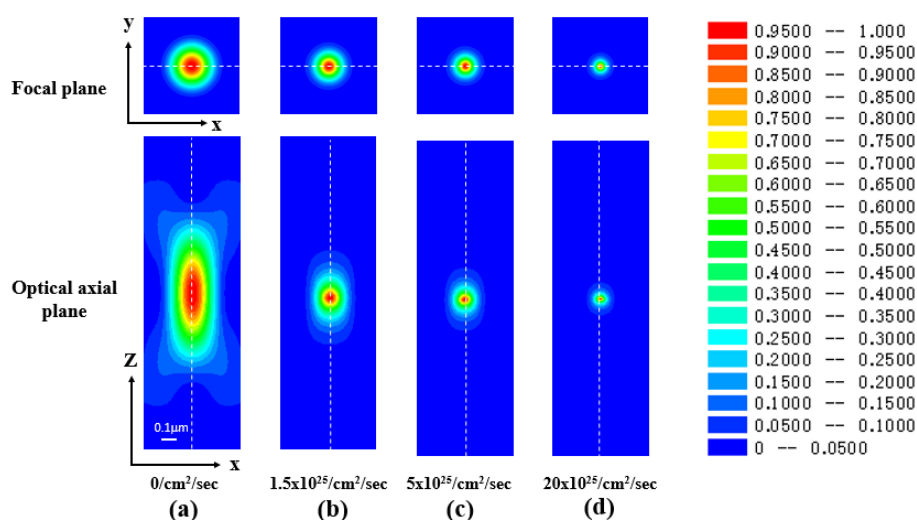 y
Focal plane
x
Optical axial
plane
Z
0.1μm
x
0/cm²/sec
1.5x10²⁵/cm²/sec
5x10²⁵/cm²/sec
20x10²⁵/cm²/sec
(a)
(b)
(c)
(d)
0.9500 -- 1.000
0.9000 -- 0.9500
0.8500 -- 0.9000
0.8000 -- 0.8500
0.7500 -- 0.8000
0.7000 -- 0.7500
0.6500 -- 0.7000
0.6000 -- 0.6500
0.5500 -- 0.6000
0.5000 -- 0.5500
0.4500 -- 0.5000
0.4000 -- 0.4500
0.3500 -- 0.4000
0.3000 -- 0.3500
0.2500 -- 0.3000
0.2000 -- 0.2500
0.1500 -- 0.2000
0.1000 -- 0.1500
0.0500 -- 0.1000
0 -- 0.0500